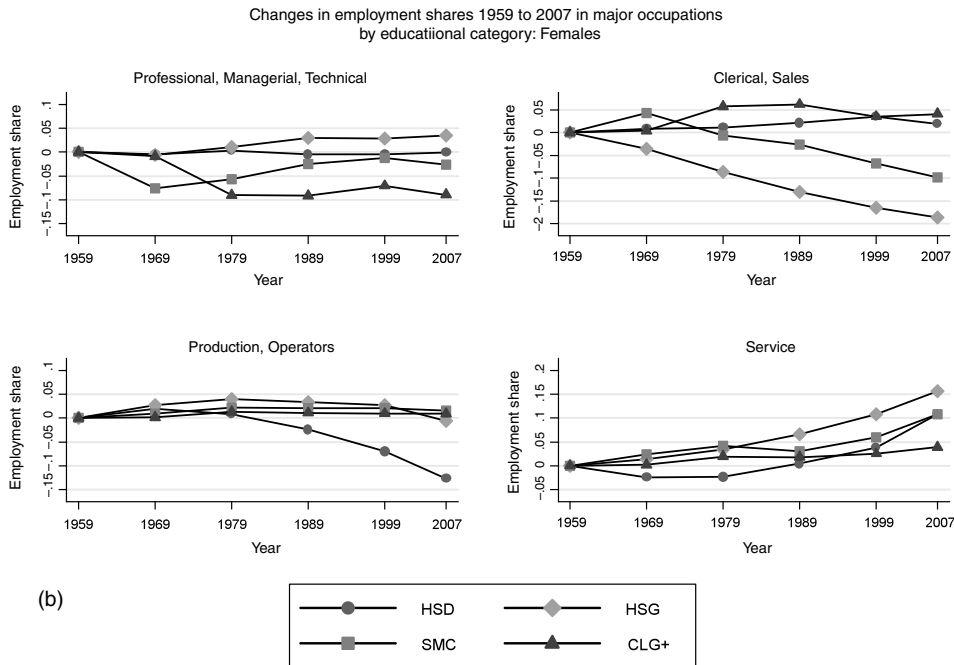 Changes in employment shares 1959 to 2007 in major occupations
by educatiional category: Females
Professional, Managerial, Technical
Employment share
.1
.05
0
-.05
-.1
-.15
1959 1969 1979 1989 1999 2007
Year
Clerical, Sales
Employment share
.05
0
-.05
-.1
-.15
-2
1959 1969 1979 1989 1999 2007
Year
Production, Operators
Employment share
.1
.05
0
-.05
-.1
-.15
1959 1969 1979 1989 1999 2007
Year
Service
Employment share
.2
.15
.1
.05
0
-.05
1959 1969 1979 1989 1999 2007
Year
(b)
HSD HSG
SMC CLG+